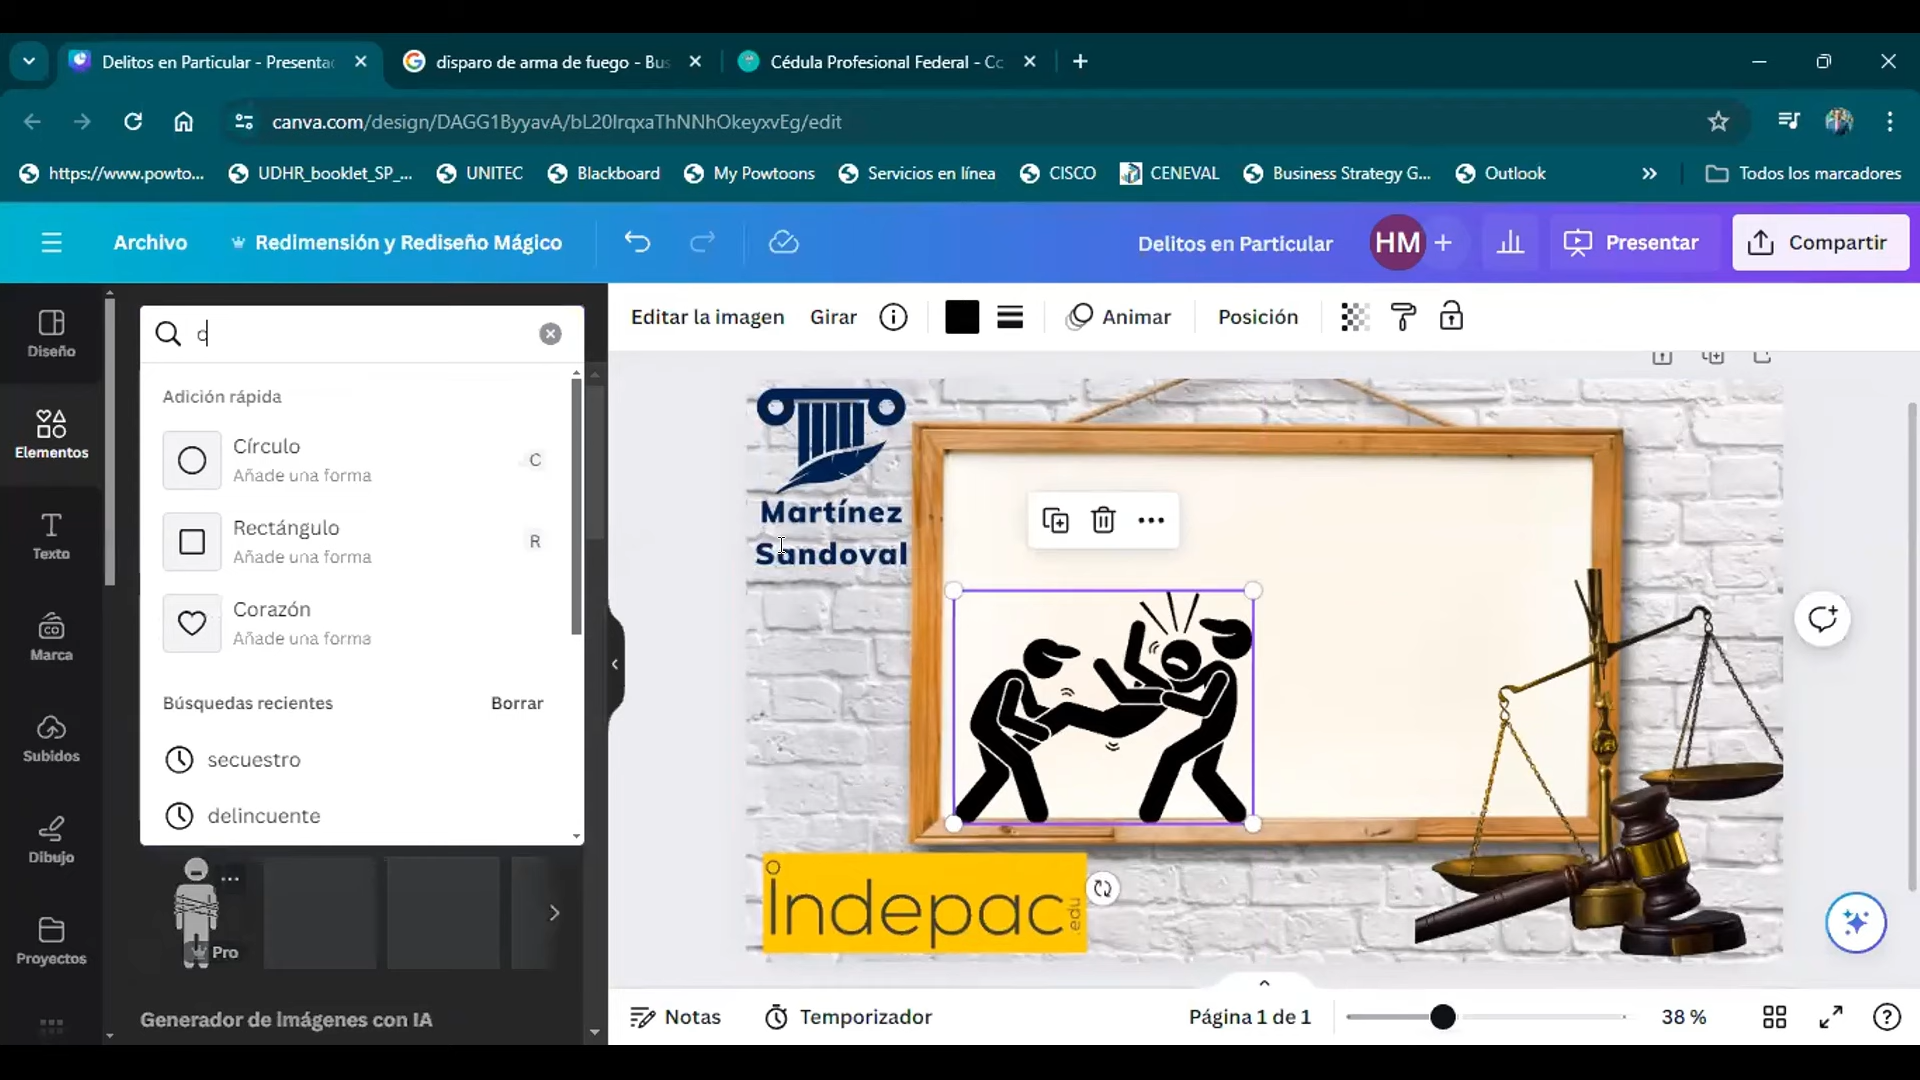 Delitos en Particular - Presenta
disparo de arma de fuego - Bus
Cédula Profesional Federal - Cc
canva.com/design/DAGG1ByyavA/bL20IrqxaThNNhOkeyxvEg/edit
https://www.powto...
UDHR_booklet_SP_...
UNITEC
Blackboard
My Powtoons
Servicios en línea
CISCO
CENEVAL
Business Strategy G...
Outlook
Todos los marcadores
Archivo
Redimensión y Rediseño Mágico
Delitos en Particular
HM
Presentar
Compartir
Diseño
Elementos
Texto
Marca
Subidos
Dibujo
Proyectos
c
Adición rápida
Círculo
Añade una forma
C
Rectángulo
Añade una forma
R
Corazón
Añade una forma
Búsquedas recientes
Borrar
secuestro
delincuente
Pro
Generador de imágenes con IA
Editar la imagen
Girar
Animar
Posición
Martínez
Sandoval
indepac
.edu
Notas
Temporizador
Página 1 de 1
38 %